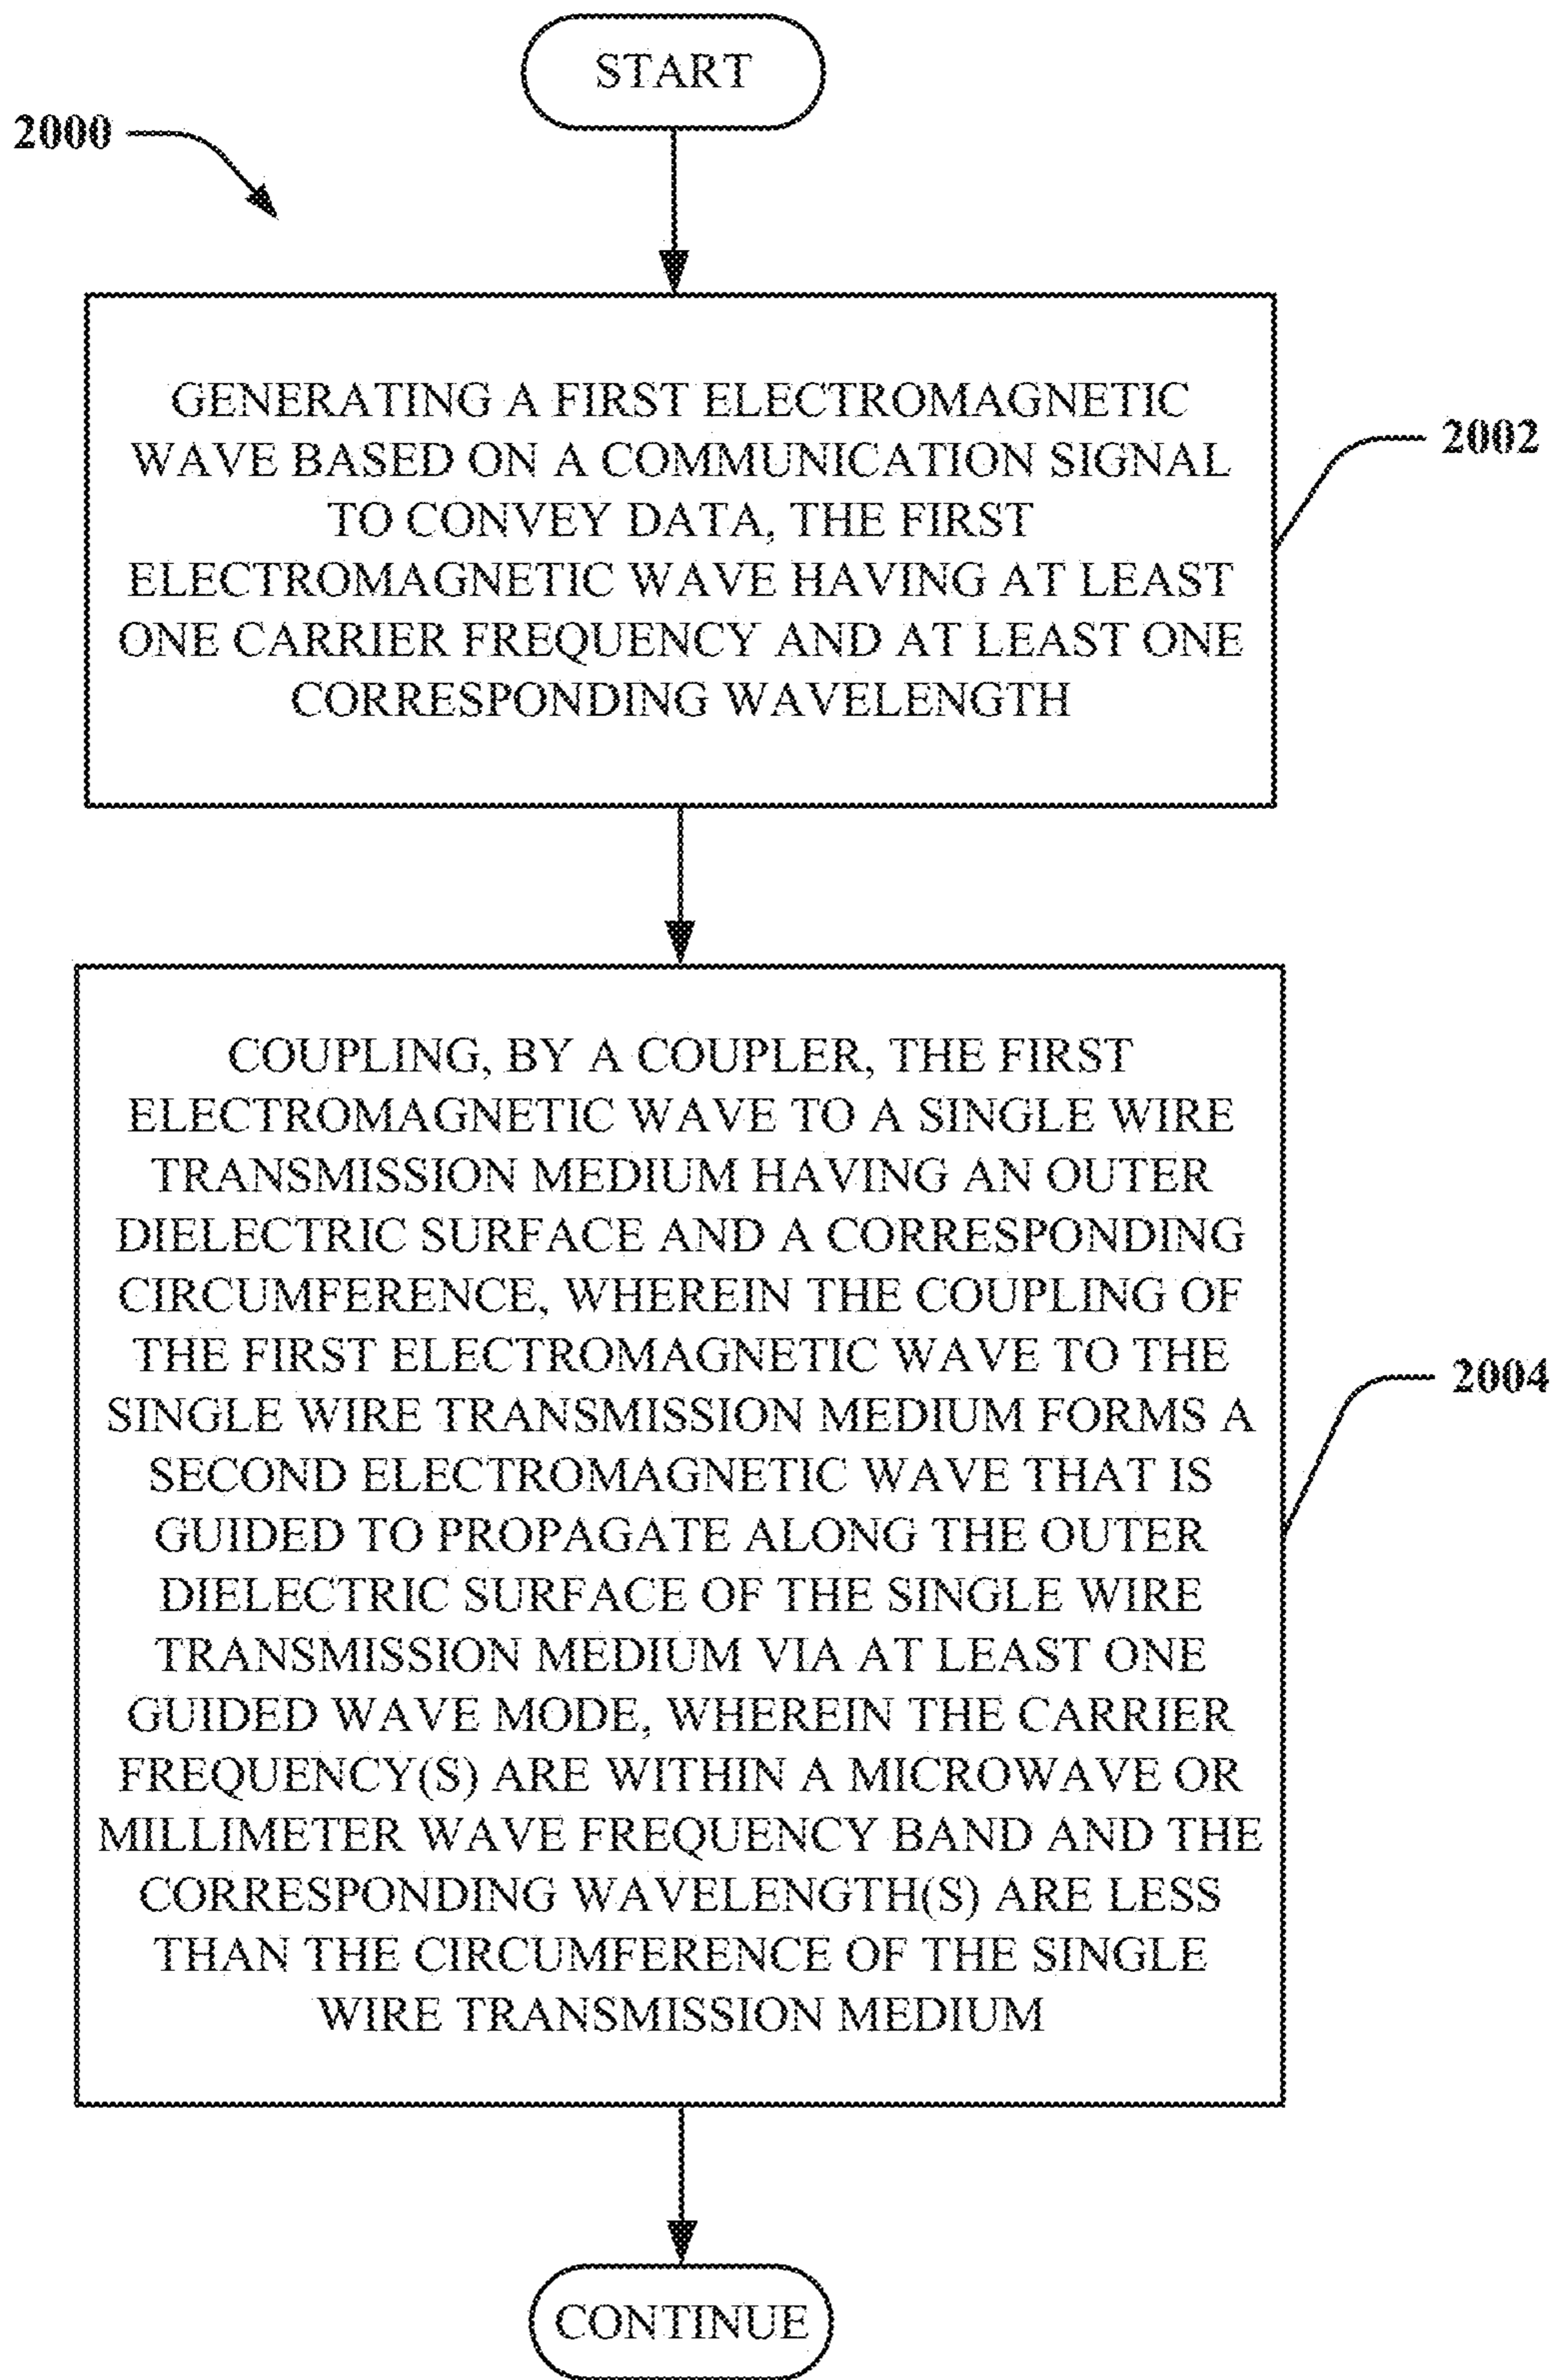 START
2000
GENERATING A FIRST ELECTROMAGNETIC
WAVE BASED ON A COMMUNICATION SIGNAL
TO CONVEY DATA, THE FIRST
ELECTROMAGNETIC WAVE HAVING AT LEAST
ONE CARRIER FREQUENCY AND AT LEAST ONE
CORRESPONDING WAVELENGTH
2002
COUPLING, BY A COUPLER, THE FIRST
ELECTROMAGNETIC WAVE TO A SINGLE WIRE
TRANSMISSION MEDIUM HAVING AN OUTER
DIELECTRIC SURFACE AND A CORRESPONDING
CIRCUMFERENCE, WHEREIN THE COUPLING OF
THE FIRST ELECTROMAGNETIC WAVE TO THE
SINGLE WIRE TRANSMISSION MEDIUM FORMS A
SECOND ELECTROMAGNETIC WAVE THAT IS
GUIDED TO PROPAGATE ALONG THE OUTER
DIELECTRIC SURFACE OF THE SINGLE WIRE
TRANSMISSION MEDIUM VIA AT LEAST ONE
GUIDED WAVE MODE, WHEREIN THE CARRIER
FREQUENCY(S) ARE WITHIN A MICROWAVE OR
MILLIMETER WAVE FREQUENCY BAND AND THE
CORRESPONDING WAVELENGTH(S) ARE LESS
THAN THE CIRCUMFERENCE OF THE SINGLE
WIRE TRANSMISSION MEDIUM
2004
CONTINUE